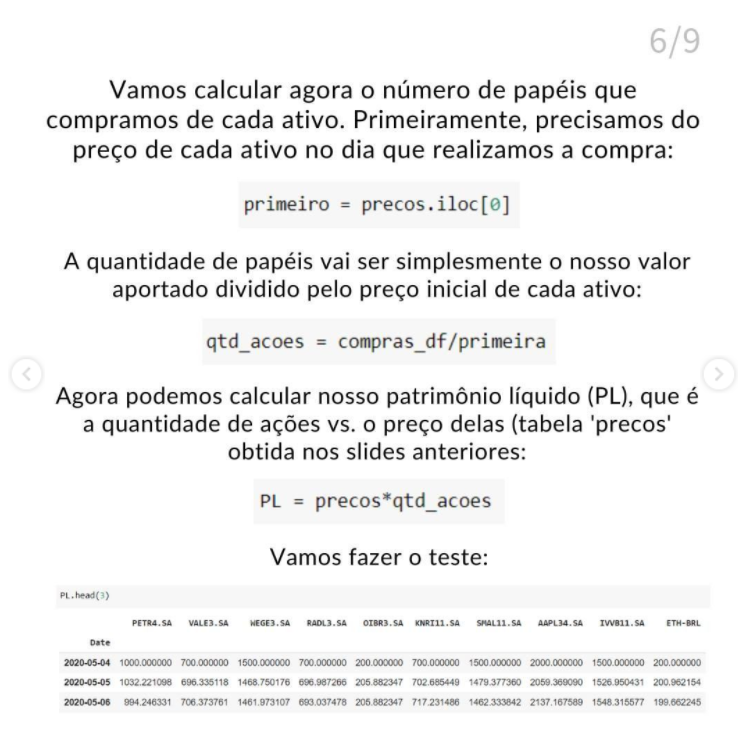 6/9
Vamos calcular agora o número de papéis que
compramos de cada ativo. Primeiramente, precisamos do
preço de cada ativo no dia que realizamos a compra:
primeiro = precos.iloc[0]
A quantidade de papéis vai ser simplesmente o nosso valor
aportado dividido pelo preço inicial de cada ativo:
qtd_acoes = compras_df/primeira
Agora podemos calcular nosso patrimônio líquido (PL), que é
a quantidade de ações vs. o preço delas (tabela 'precos'
obtida nos slides anteriores:
PL = precos*qtd_acoes
Vamos fazer o teste:
PL.head(3)
PETR4.SA VALE3.SA WEGE3.SA RADL3.SA OIBR3.SA KNRI11.SA SMAL11.SA AAPL34.SA IVVB11.SA ETH-BRL
Date
2020-05-04 1000.000000 700.000000 1500.000000 700.000000 200.000000 700.000000 1500.000000 2000.000000 1500.000000 200.000000
2020-05-05 1032.221098 696.335118 1468.750176 696.987266 205.882347 702.685449 1479.377360 2059.369090 1526.950431 200.962154
2020-05-06 994.246331 706.373761 1461.973107 693.037478 205.882347 717.231486 1462.333842 2137.167589 1548.315577 199.662245